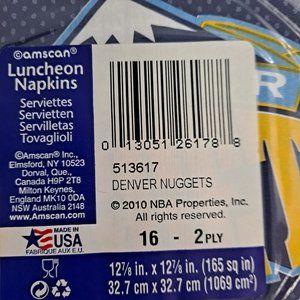 ©amscan®
Luncheon
Napkins
Serviettes
Servietten
Servilletas
Tovaglioli
©Amscan® Inc.,
Elmsford, NY 10523
Dorval, Que.,
Canada H9P 2T8
Milton Keynes,
England MK10 0DA
NSW Australia 2148
www.Amscan.com
MADE IN
USA
FABRIQUE AUX É.U.
0 13051 26178 8
513617
DENVER NUGGETS
© 2010 NBA Properties, Inc.
All rights reserved.
16 - 2 PLY
12⅞ in. x 12⅞ in. (165 sq in)
32.7 cm x 32.7 cm (1069 cm²)
R